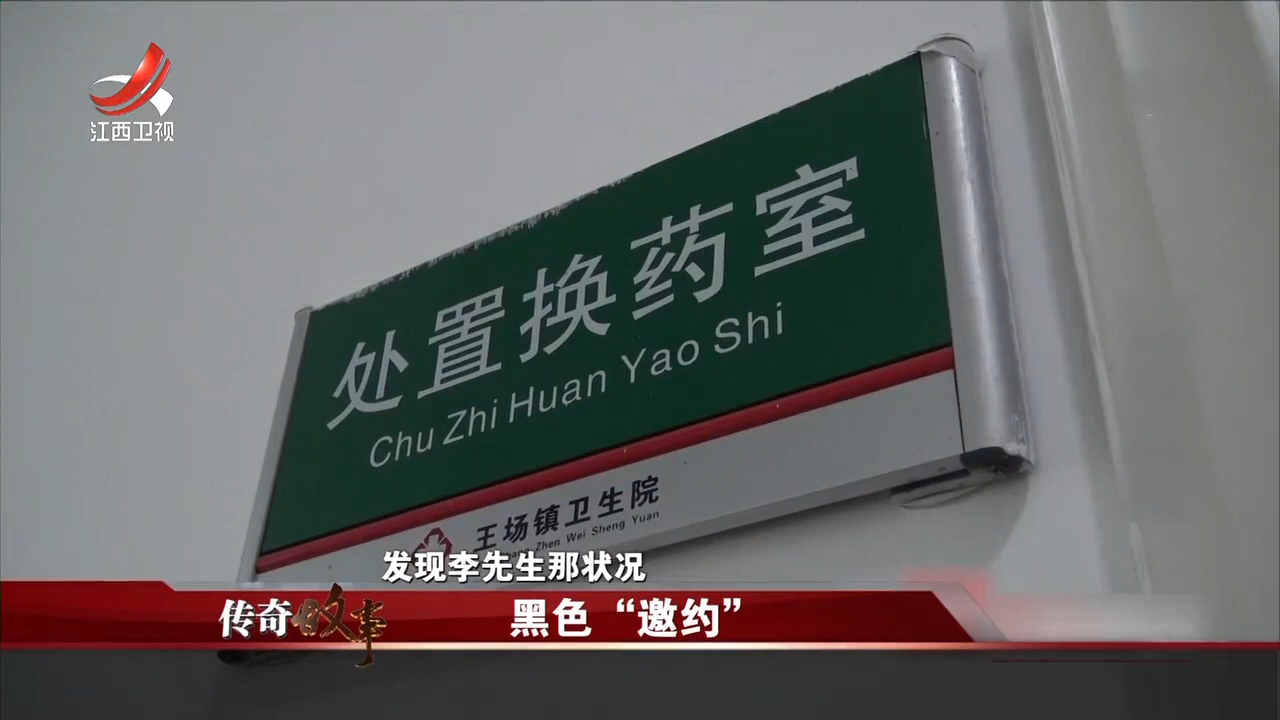 江西卫视
处置换药室
Chu Zhi Huan Yao Shi
王场镇卫生院
Zhen Wei Sheng Yuan
发现李先生那状况
传奇故事
黑色“邀约”